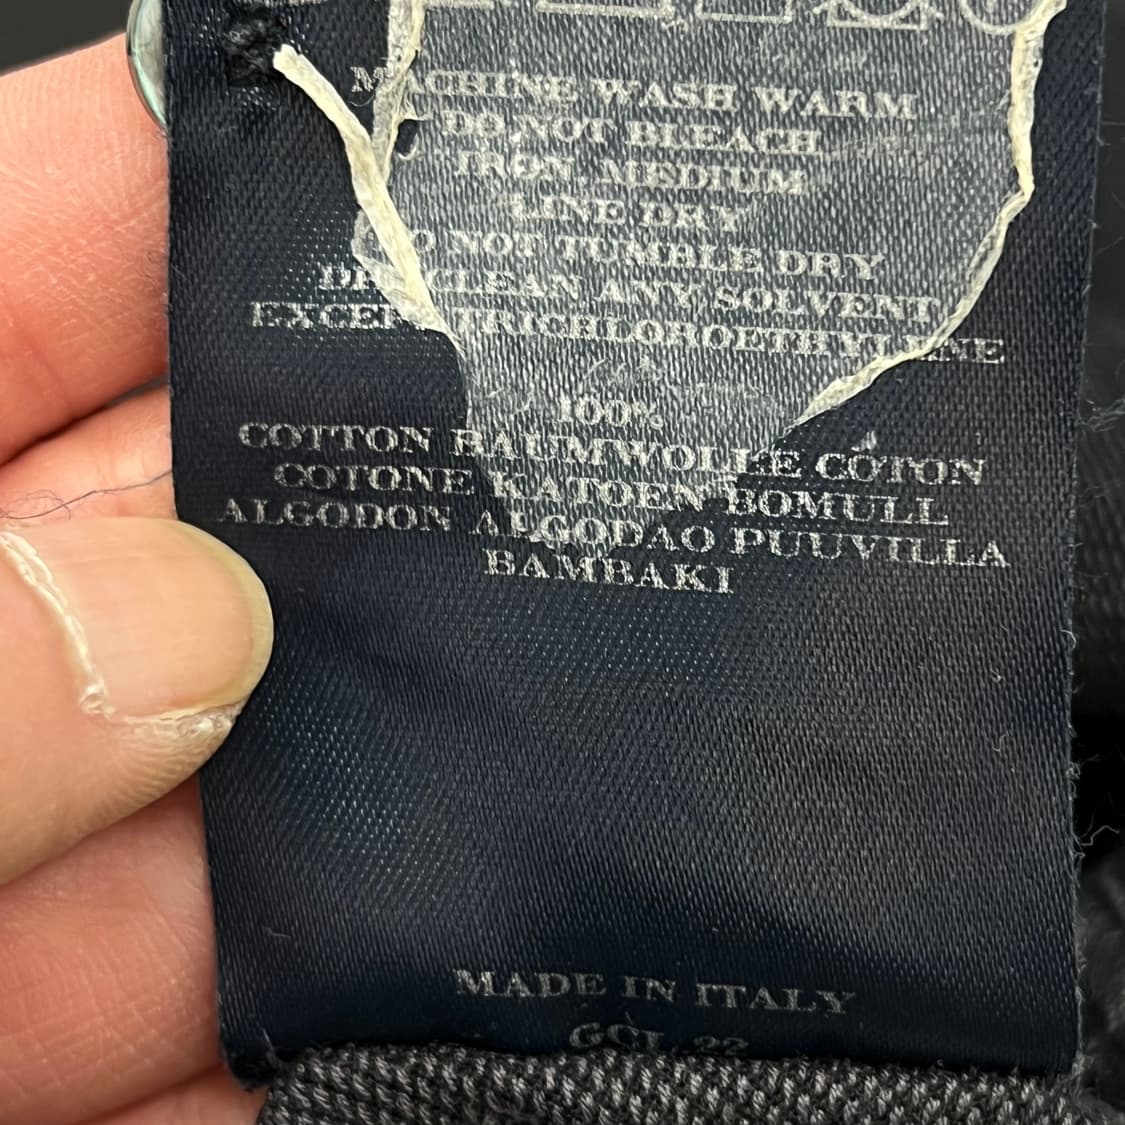 MACHINE WASH WARM
DO NOT BLEACH
IRON MEDIUM
LINE DRY
DO NOT TUMBLE DRY
DRY CLEAN ANY SOLVENT
EXCEPT TRICHLOROETHYLENE
100%
COTTON BAUMWOLLE COTON
COTONE KATOEN BOMULL
ALGODON ALGODAO PUUVILLA
BAMBAKI
MADE IN ITALY